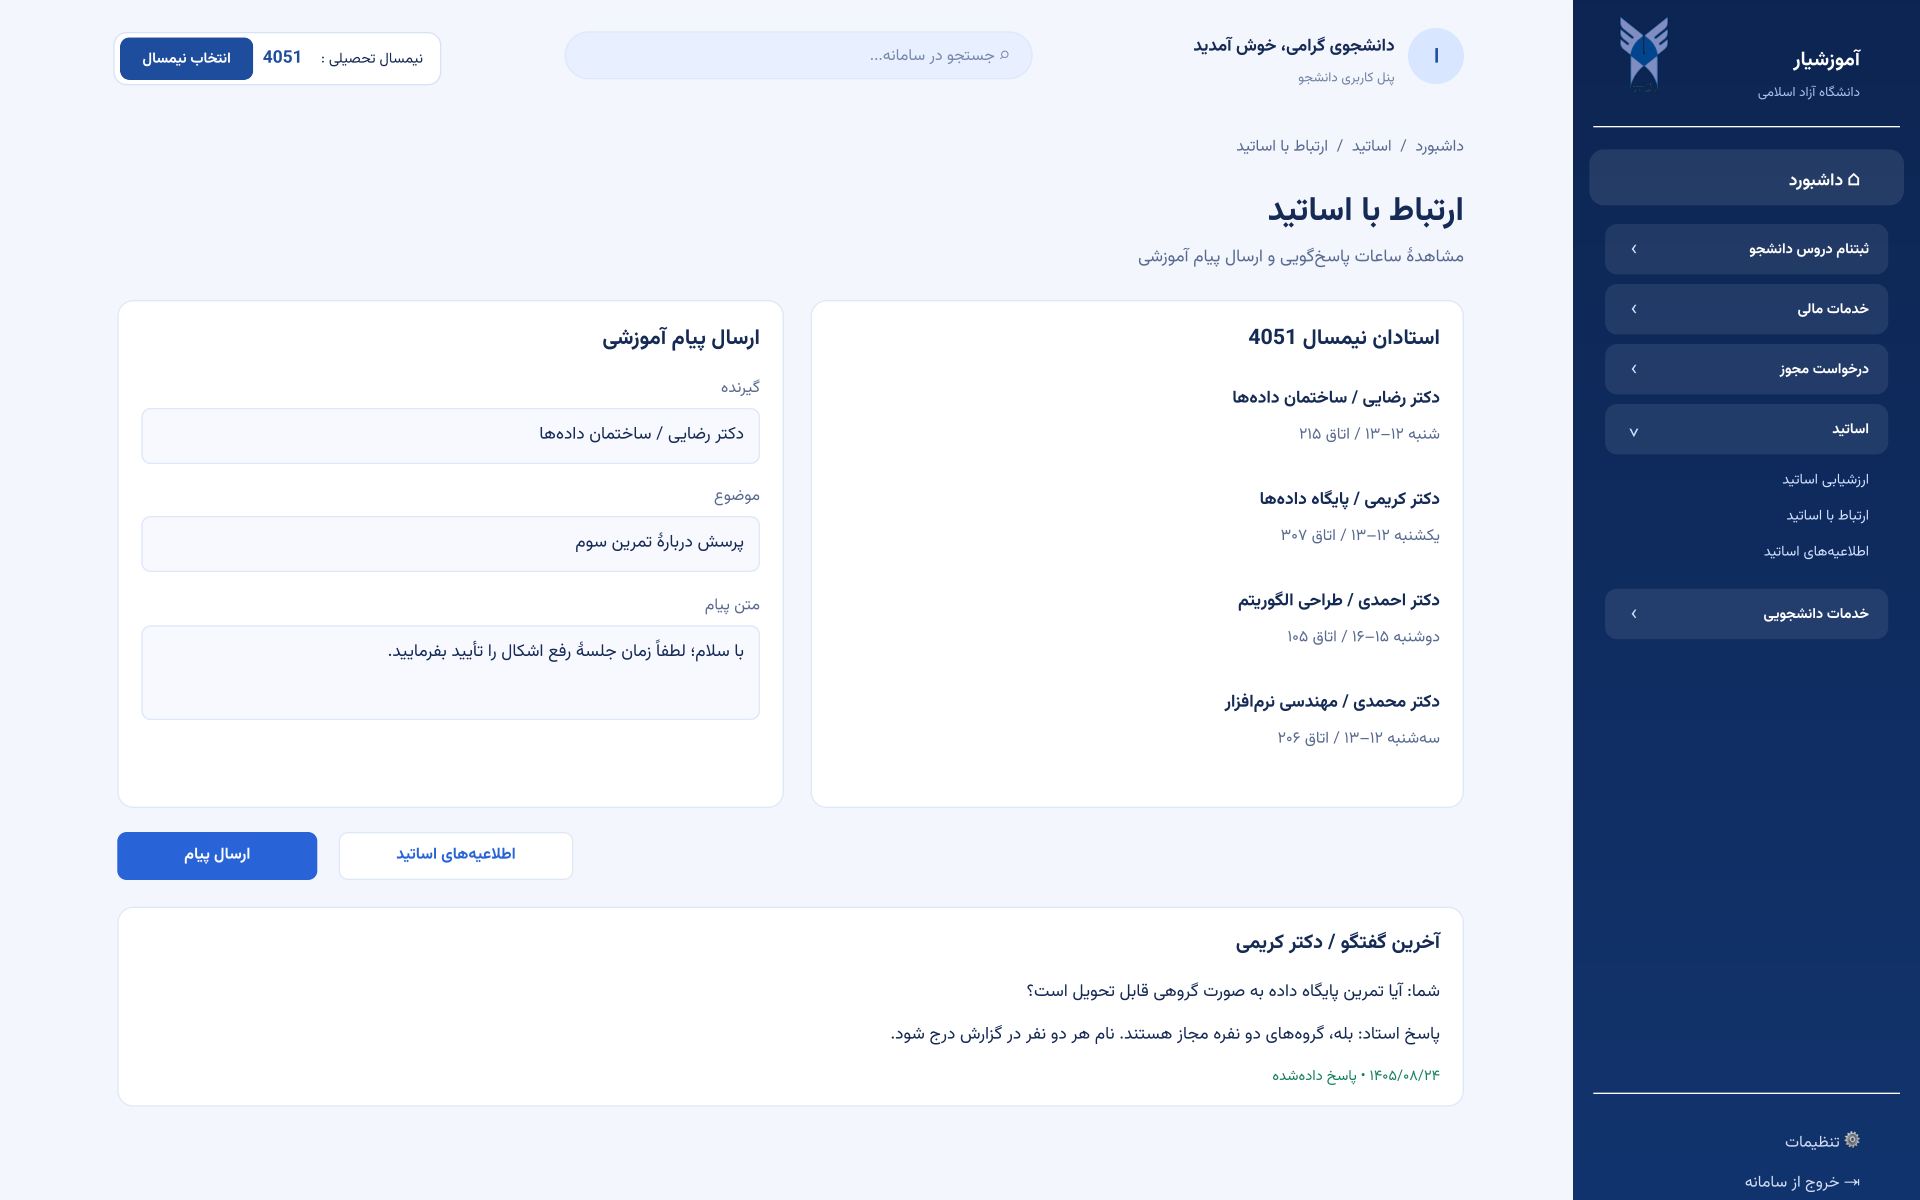 آموزشیار
دانشگاه آزاد اسلامی
⌂ داشبورد
ثبتنام دروس دانشجو
خدمات مالی
درخواست مجوز
اساتید
ارزشیابی اساتید
ارتباط با اساتید
اطلاعیه‌های اساتید
خدمات دانشجویی
⚙ تنظیمات
⇥ خروج از سامانه
ا
دانشجوی گرامی، خوش آمدید
پنل کاربری دانشجو
⌕ جستجو در سامانه...
نیمسال تحصیلی : 4051 انتخاب نیمسال
داشبورد / اساتید / ارتباط با اساتید
ارتباط با اساتید
مشاهدهٔ ساعات پاسخ‌گویی و ارسال پیام آموزشی
استادان نیمسال 4051
دکتر رضایی / ساختمان داده‌ها
شنبه ۱۲–۱۳ / اتاق ۲۱۵
دکتر کریمی / پایگاه داده‌ها
یکشنبه ۱۲–۱۳ / اتاق ۳۰۷
دکتر احمدی / طراحی الگوریتم
دوشنبه ۱۵–۱۶ / اتاق ۱۰۵
دکتر محمدی / مهندسی نرم‌افزار
سه‌شنبه ۱۲–۱۳ / اتاق ۲۰۶
ارسال پیام آموزشی
گیرنده
دکتر رضایی / ساختمان داده‌ها
موضوع
پرسش دربارهٔ تمرین سوم
متن پیام
با سلام؛ لطفاً زمان جلسهٔ رفع اشکال را تأیید بفرمایید.
اطلاعیه‌های اساتید
ارسال پیام
آخرین گفتگو / دکتر کریمی
شما: آیا تمرین پایگاه داده به صورت گروهی قابل تحویل است؟
پاسخ استاد: بله، گروه‌های دو نفره مجاز هستند. نام هر دو نفر در گزارش درج شود.
۱۴۰۵/۰۸/۲۴ • پاسخ داده‌شده